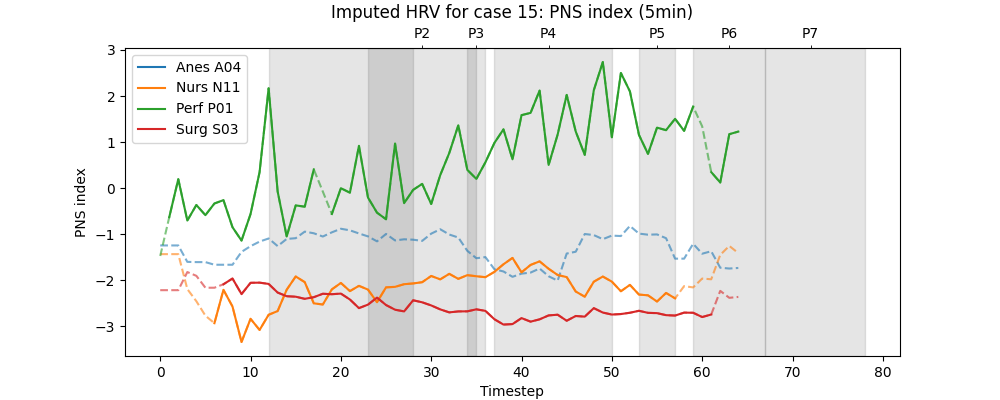 Imputed HRV for case 15: PNS index (5min)
P2 P3 P4 P5 P6 P7
Anes A04
Nurs N11
Perf P01
Surg S03
PNS index
3
2
1
0
−1
−2
−3
0 10 20 30 40 50 60 70 80
Timestep